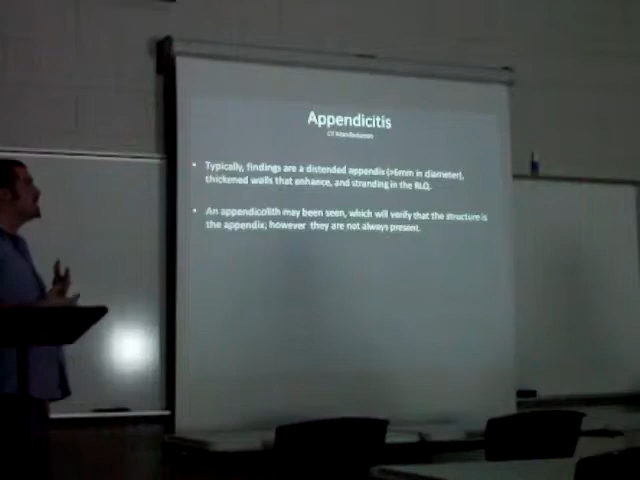 Appendicitis
CT Manifestations
• Typically, findings are a distended appendix (>6mm in diameter),
thickened walls that enhance, and stranding in the RLQ.
• An appendicolith may been seen, which will verify that the structure is
the appendix; however they are not always present.